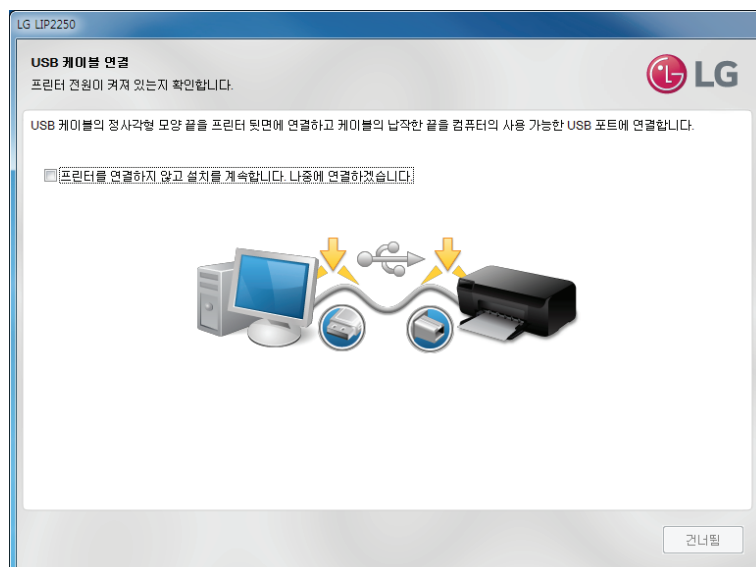 LG LIP2250
USB 케이블 연결
프린터 전원이 켜져 있는지 확인합니다.
LG
USB 케이블의 정사각형 모양 끝을 프린터 뒷면에 연결하고 케이블의 납작한 끝을 컴퓨터의 사용 가능한 USB 포트에 연결합니다.
프린터를 연결하지 않고 설치를 계속합니다. 나중에 연결하겠습니다.
건너뜀